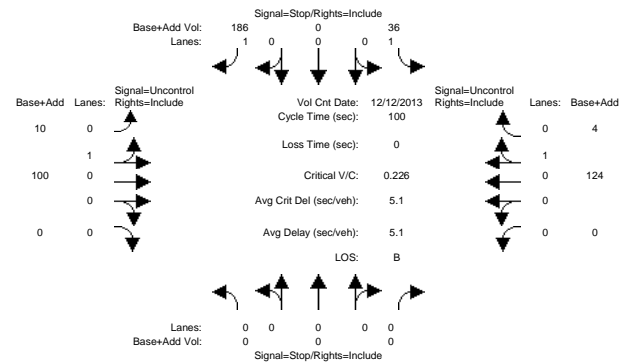 Signal=Stop/Rights=Include
Base+Add Vol: 186 0 36
Lanes: 1 0 0 0 1
Signal=Uncontrol Signal=Uncontrol
Base+Add Lanes: Rights=Include Vol Cnt Date: 12/12/2013 Rights=Include Lanes: Base+Add
Cycle Time (sec): 100
10 0 0 4
Loss Time (sec): 0
1 1
100 0 Critical V/C: 0.226 0 124
0 Avg Crit Del (sec/veh): 5.1 0
0 0 Avg Delay (sec/veh): 5.1 0 0
LOS: B
Lanes: 0 0 0 0 0
Base+Add Vol: 0 0 0
Signal=Stop/Rights=Include